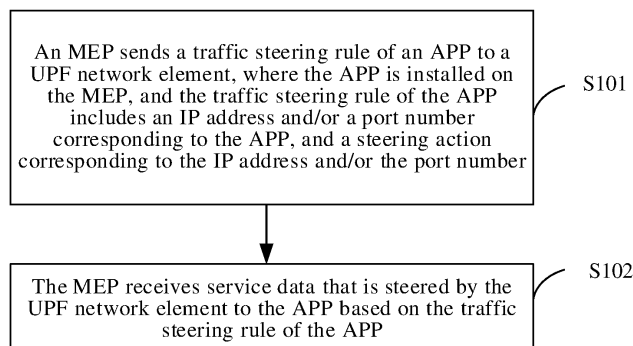 An MEP sends a traffic steering rule of an APP to a
UPF network element, where the APP is installed on
the MEP, and the traffic steering rule of the APP
includes an IP address and/or a port number
corresponding to the APP, and a steering action
corresponding to the IP address and/or the port number
S101
The MEP receives service data that is steered by the
UPF network element to the APP based on the traffic
steering rule of the APP
S102